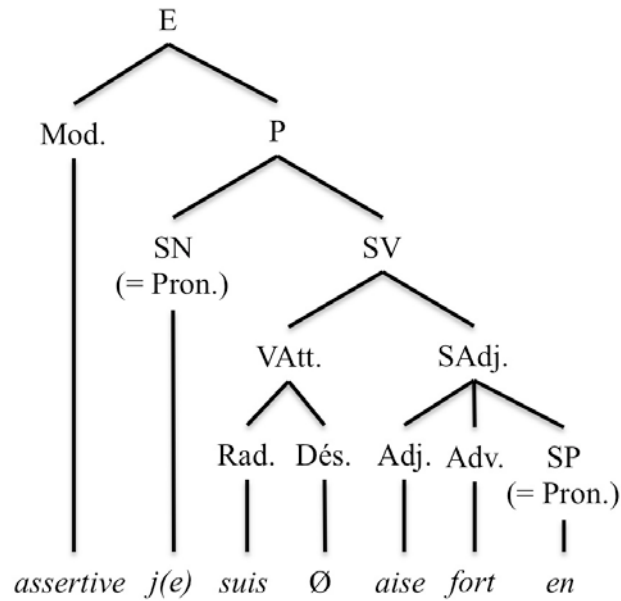 E
Mod. P
SN SV
(= Pron.)
VAtt. SAdj.
Rad. Dés. Adj. Adv. SP
(= Pron.)
assertive j(e) suis Ø aise fort en